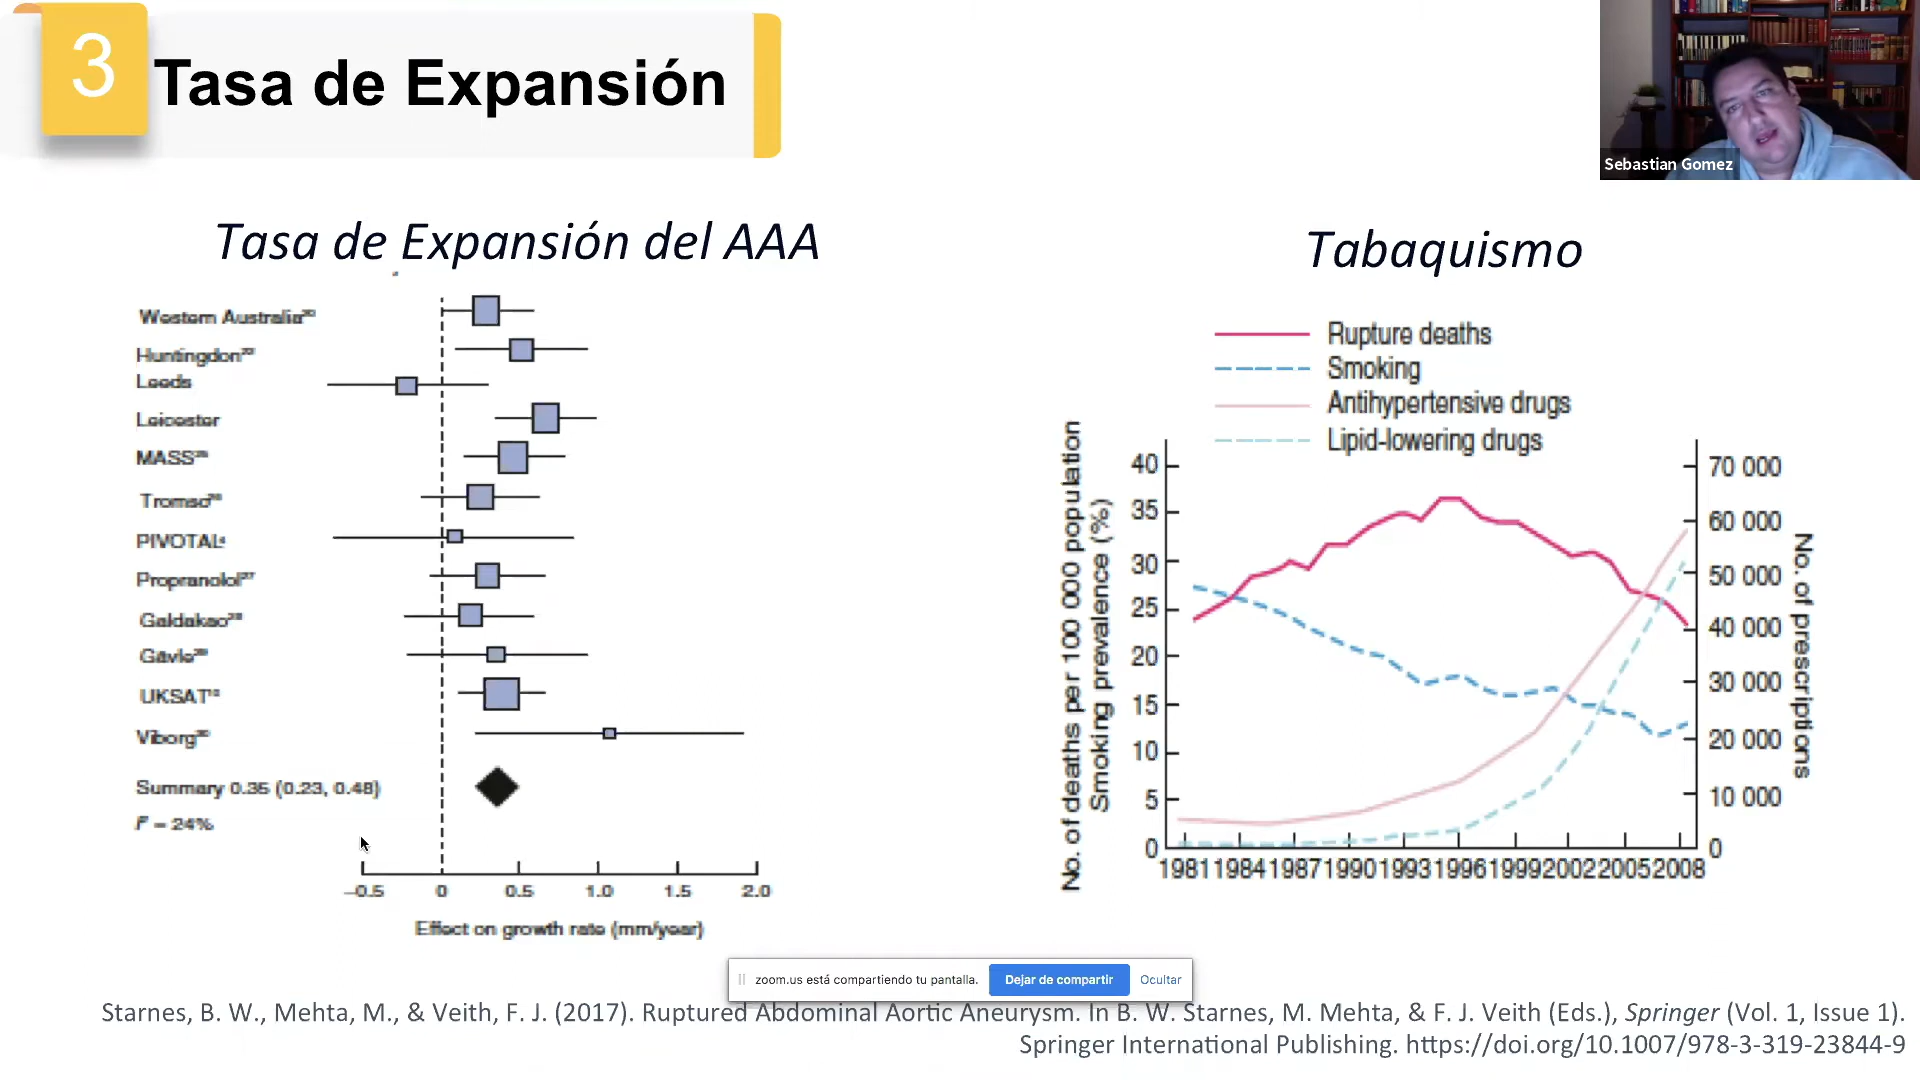 3
Tasa de Expansión
Sebastian Gomez
Tasa de Expansión del AAA
Western Australia
Huntingdon
Leeds
Leicester
MASS
Tromsø
PIVOTAL
Propranolol
Galdakao
Gävle
UKSAT
Viborg
Summary 0.35 (0.23, 0.48)
I² = 24%
−0.5 0 0.5 1.0 1.5 2.0
Effect on growth rate (mm/year)
Tabaquismo
Rupture deaths
Smoking
Antihypertensive drugs
Lipid-lowering drugs
No. of deaths per 100 000 population
Smoking prevalence (%)
40
35
30
25
20
15
10
5
0
70 000
60 000
50 000
40 000
30 000
20 000
10 000
0
No. of prescriptions
1981 1984 1987 1990 1993 1996 1999 2002 2005 2008
zoom.us está compartiendo tu pantalla. Dejar de compartir Ocultar
Starnes, B. W., Mehta, M., & Veith, F. J. (2017). Ruptured Abdominal Aortic Aneurysm. In B. W. Starnes, M. Mehta, & F. J. Veith (Eds.), Springer (Vol. 1, Issue 1).
Springer International Publishing. https://doi.org/10.1007/978-3-319-23844-9